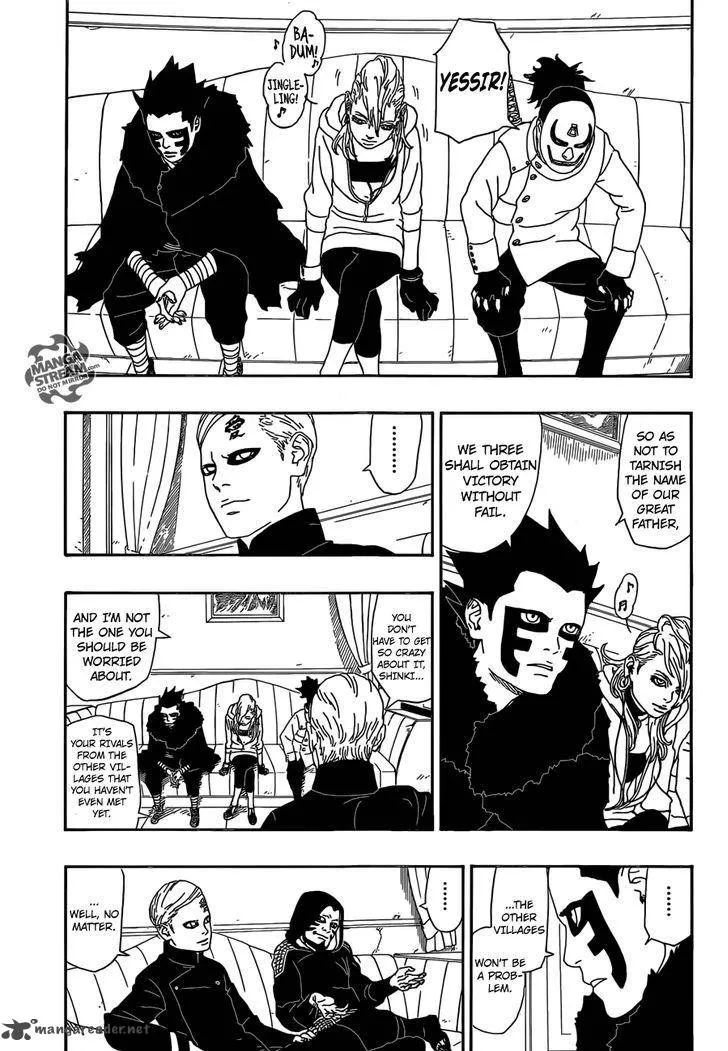 YESSIR!
BA-
DUM!
♪
♪
JINGLE-
LING!
♪
MANGA
STREAM.com
DO NOT MIRROR
SO AS
NOT TO
TARNISH
THE NAME
OF OUR
GREAT
FATHER,
WE THREE
SHALL OBTAIN
VICTORY
WITHOUT
FAIL.
♫
.........
愛
YOU
DON'T
HAVE TO GET
SO CRAZY
ABOUT IT,
SHINKI...
AND I'M NOT
THE ONE YOU
SHOULD BE
WORRIED
ABOUT.
IT'S
YOUR RIVALS
FROM THE
OTHER VIL-
LAGES THAT
YOU HAVEN'T
EVEN MET
YET.
.........
...THE
OTHER
VILLAGES
WON'T
BE A
PROB-
LEM.
.........
...
WELL, NO
MATTER.
mangareader.net